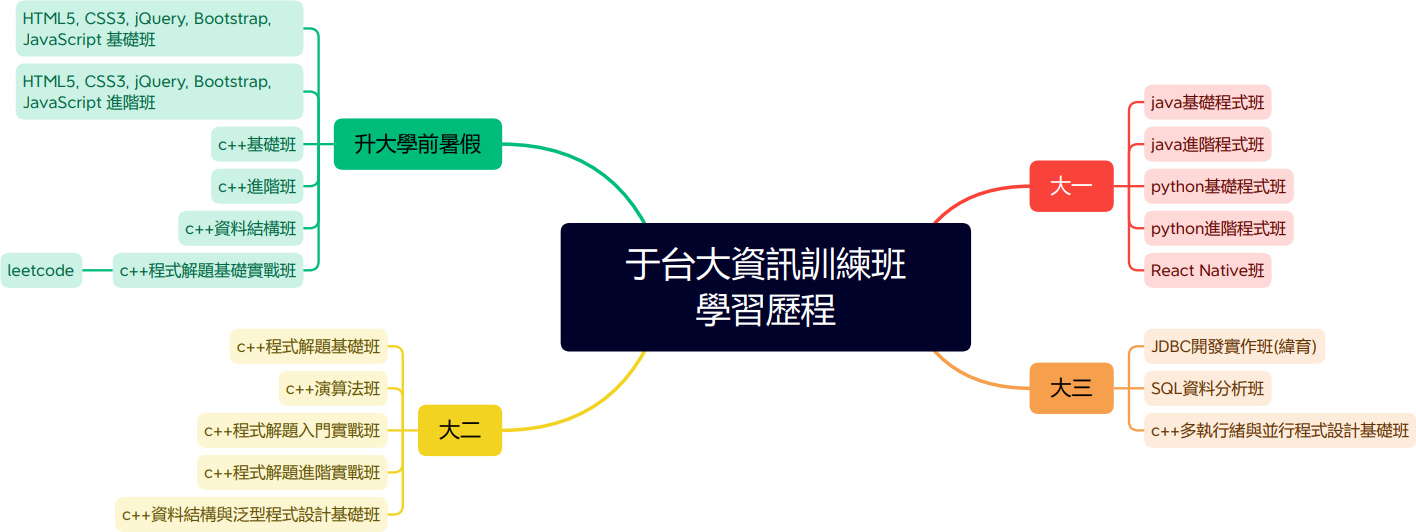 于台大資訊訓練班
學習歷程
升大學前暑假
HTML5, CSS3, jQuery, Bootstrap,
JavaScript 基礎班
HTML5, CSS3, jQuery, Bootstrap,
JavaScript 進階班
c++基礎班
c++進階班
c++資料結構班
c++程式解題基礎實戰班
leetcode
大一
java基礎程式班
java進階程式班
python基礎程式班
python進階程式班
React Native班
大二
c++程式解題基礎班
c++演算法班
c++程式解題入門實戰班
c++程式解題進階實戰班
c++資料結構與泛型程式設計基礎班
大三
JDBC開發實作班(緯育)
SQL資料分析班
c++多執行緒與並行程式設計基礎班